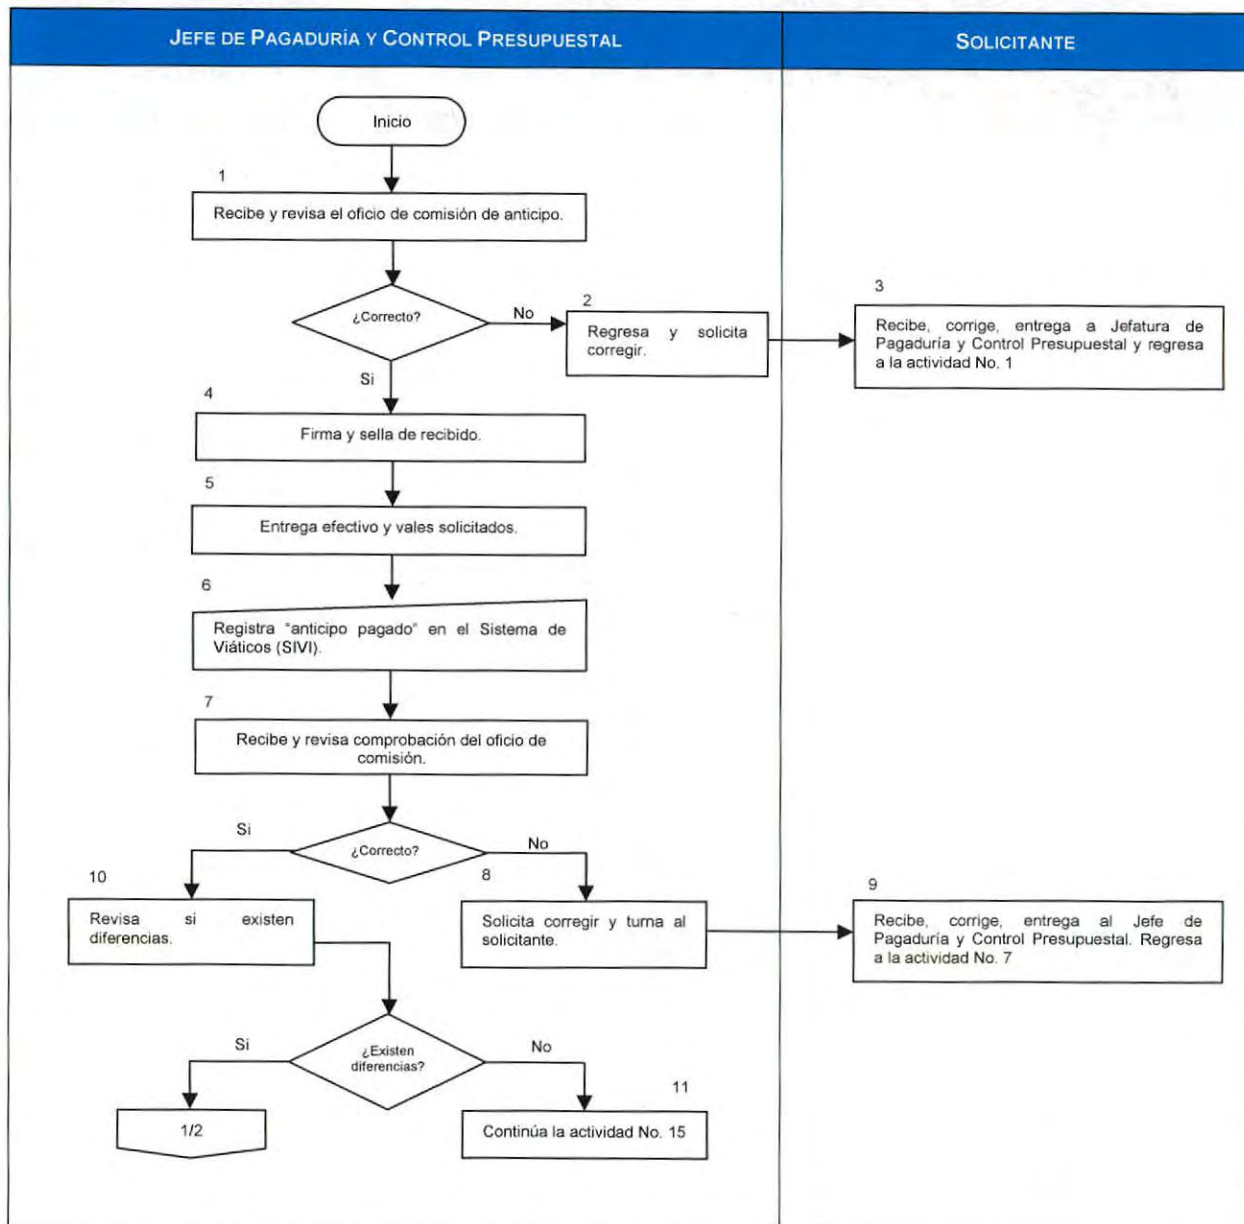 JEFE DE PAGADURÍA Y CONTROL PRESUPUESTAL
SOLICITANTE
Inicio
1
Recibe y revisa el oficio de comisión de anticipo.
¿Correcto?
No
2
Regresa y solicita
corregir.
3
Recibe, corrige, entrega a Jefatura de
Pagaduría y Control Presupuestal y regresa
a la actividad No. 1
Si
4
Firma y sella de recibido.
5
Entrega efectivo y vales solicitados.
6
Registra "anticipo pagado" en el Sistema de
Viáticos (SIVI).
7
Recibe y revisa comprobación del oficio de
comisión.
Si
¿Correcto?
No
10
Revisa si existen
diferencias.
8
Solicita corregir y turna al
solicitante.
9
Recibe, corrige, entrega al Jefe de
Pagaduría y Control Presupuestal. Regresa
a la actividad No. 7
Si
¿Existen
diferencias?
No
1/2
11
Continúa la actividad No. 15